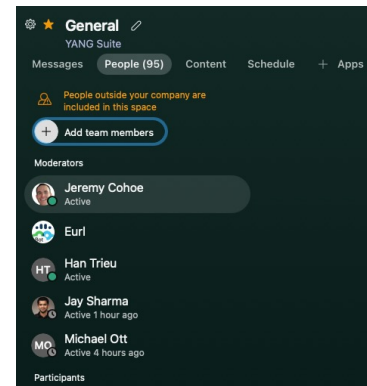 General
YANG Suite
Messages People (95) Content Schedule + Apps
People outside your company are
included in this space
+ Add team members
Moderators
Jeremy Cohoe
Active
Eurl
HT Han Trieu
Active
Jay Sharma
Active 1 hour ago
MO Michael Ott
Active 4 hours ago
Participants